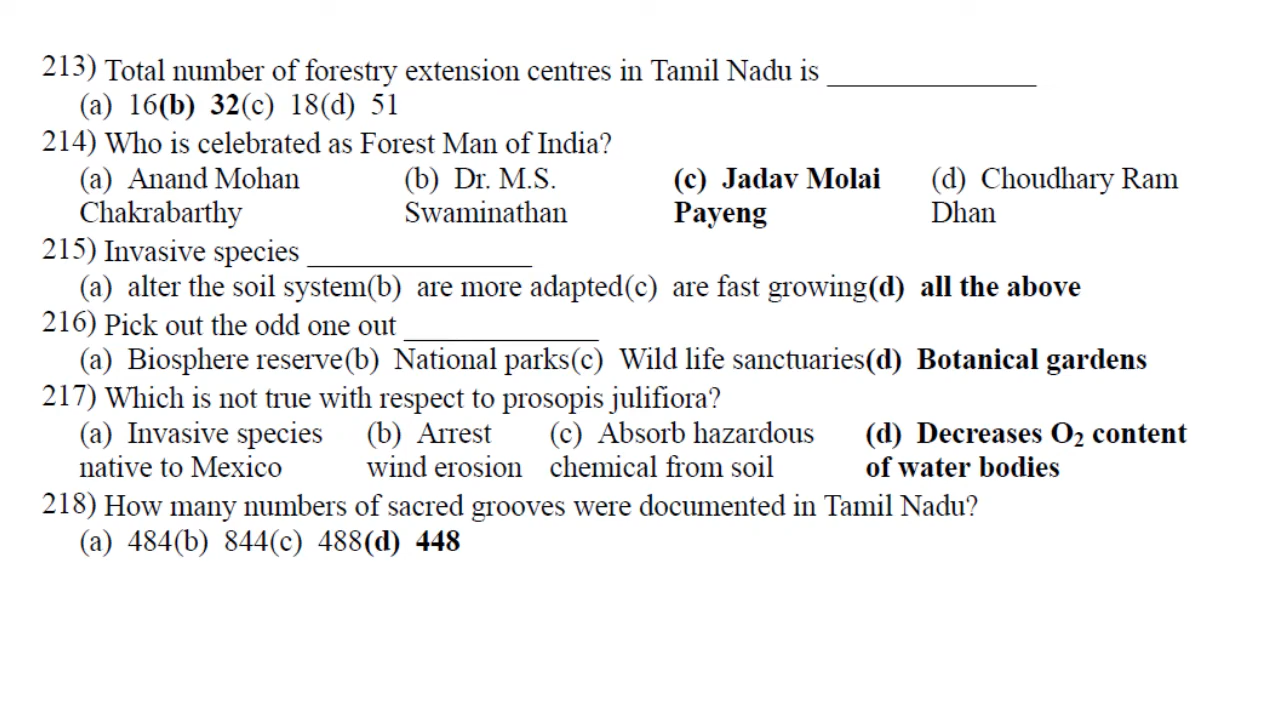 213) Total number of forestry extension centres in Tamil Nadu is _______________
(a) 16(b) 32(c) 18(d) 51
214) Who is celebrated as Forest Man of India?
(a) Anand Mohan (b) Dr. M.S. (c) Jadav Molai (d) Choudhary Ram
Chakrabarthy Swaminathan Payeng Dhan
215) Invasive species _______________
(a) alter the soil system(b) are more adapted(c) are fast growing(d) all the above
216) Pick out the odd one out _____________
(a) Biosphere reserve(b) National parks(c) Wild life sanctuaries(d) Botanical gardens
217) Which is not true with respect to prosopis julifiora?
(a) Invasive species (b) Arrest (c) Absorb hazardous (d) Decreases O₂ content
native to Mexico wind erosion chemical from soil of water bodies
218) How many numbers of sacred grooves were documented in Tamil Nadu?
(a) 484(b) 844(c) 488(d) 448